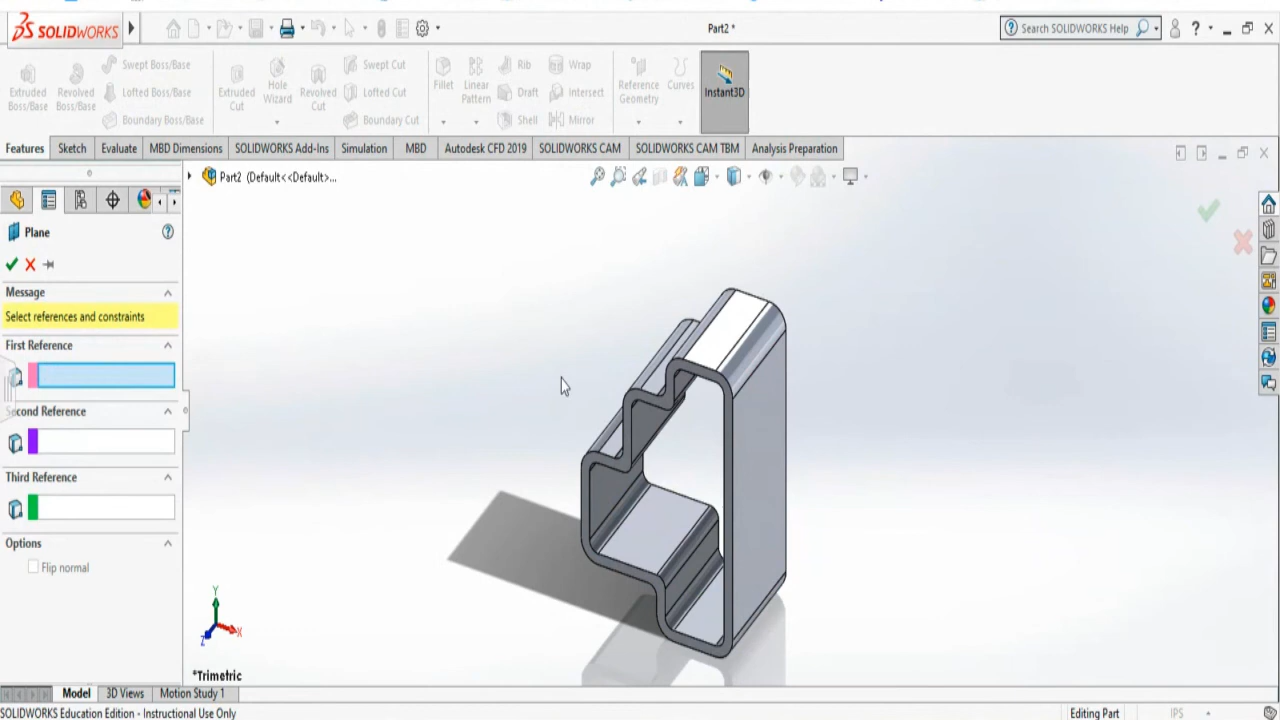 SOLIDWORKS
Part2 *
Search SOLIDWORKS Help
Extruded Boss/Base
Revolved Boss/Base
Swept Boss/Base
Lofted Boss/Base
Boundary Boss/Base
Extruded Cut
Hole Wizard
Revolved Cut
Swept Cut
Lofted Cut
Boundary Cut
Fillet
Linear Pattern
Rib
Draft
Shell
Wrap
Intersect
Mirror
Reference Geometry
Curves
Instant3D
Features Sketch Evaluate MBD Dimensions SOLIDWORKS Add-Ins Simulation MBD Autodesk CFD 2019 SOLIDWORKS CAM SOLIDWORKS CAM TBM Analysis Preparation
Part2 (Default<<Default>...
Plane
Message
Select references and constraints
First Reference
Second Reference
Third Reference
Options
Flip normal
Y
X
Z
*Trimetric
Model 3D Views Motion Study 1
SOLIDWORKS Education Edition - Instructional Use Only
Editing Part
IPS